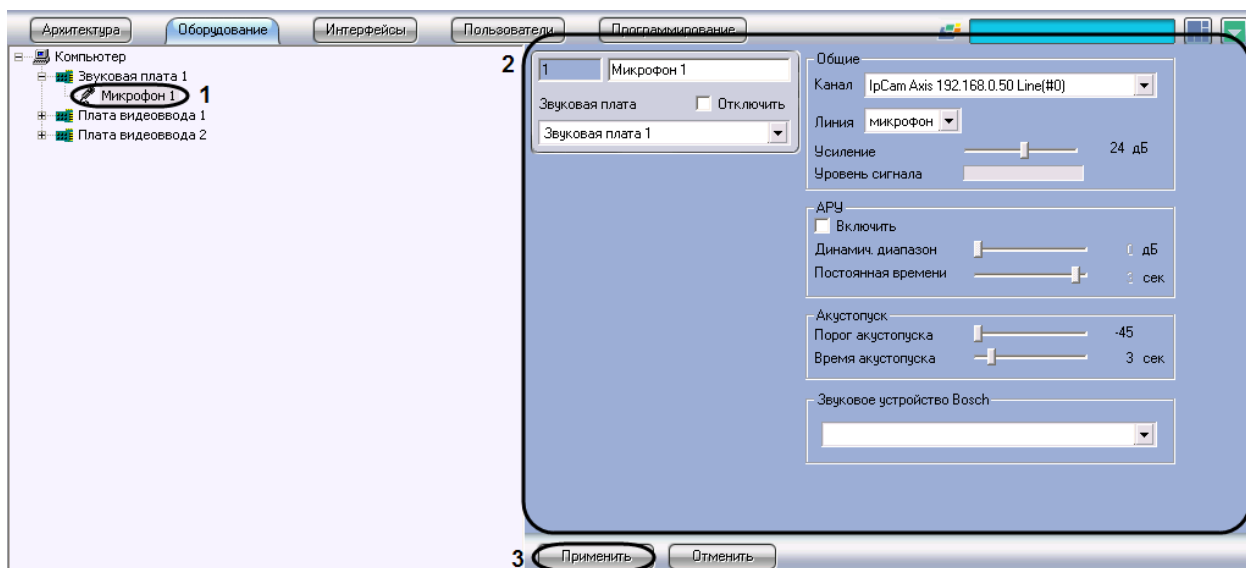 Архитектура Оборудование Интерфейсы Пользователи Программирование
Компьютер
Звуковая плата 1
Микрофон 1 1
Плата видеоввода 1
Плата видеоввода 2
2
1 Микрофон 1
Звуковая плата Отключить
Звуковая плата 1
Общие
Канал IpCam Axis 192.168.0.50 Line(#0)
Линия микрофон
Усиление 24 дБ
Уровень сигнала
АРУ
Включить
Динамич. диапазон дБ
Постоянная времени сек
Акустопуск
Порог акустопуска -45
Время акустопуска 3 сек
Звуковое устройство Bosch
3 Применить Отменить